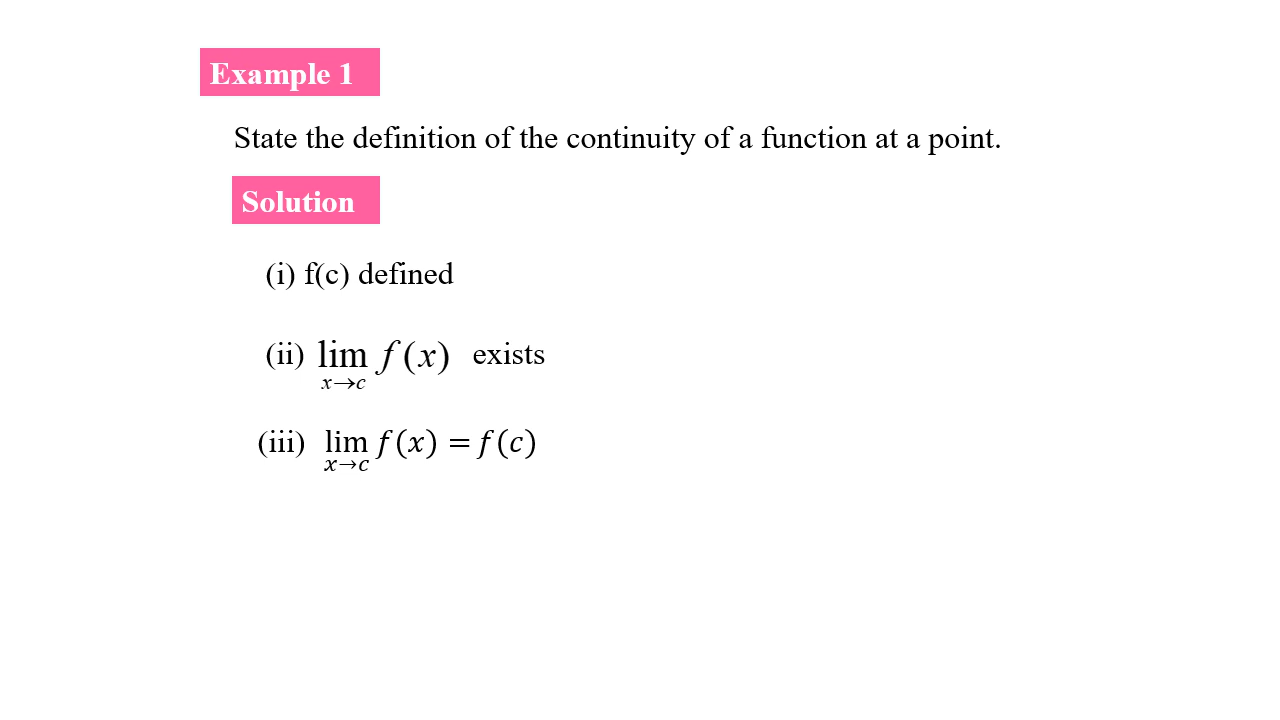 Example 1
State the definition of the continuity of a function at a point.
Solution
(i) f(c) defined
(ii) lim f(x) exists
x→c
(iii) lim f(x) = f(c)
x→c